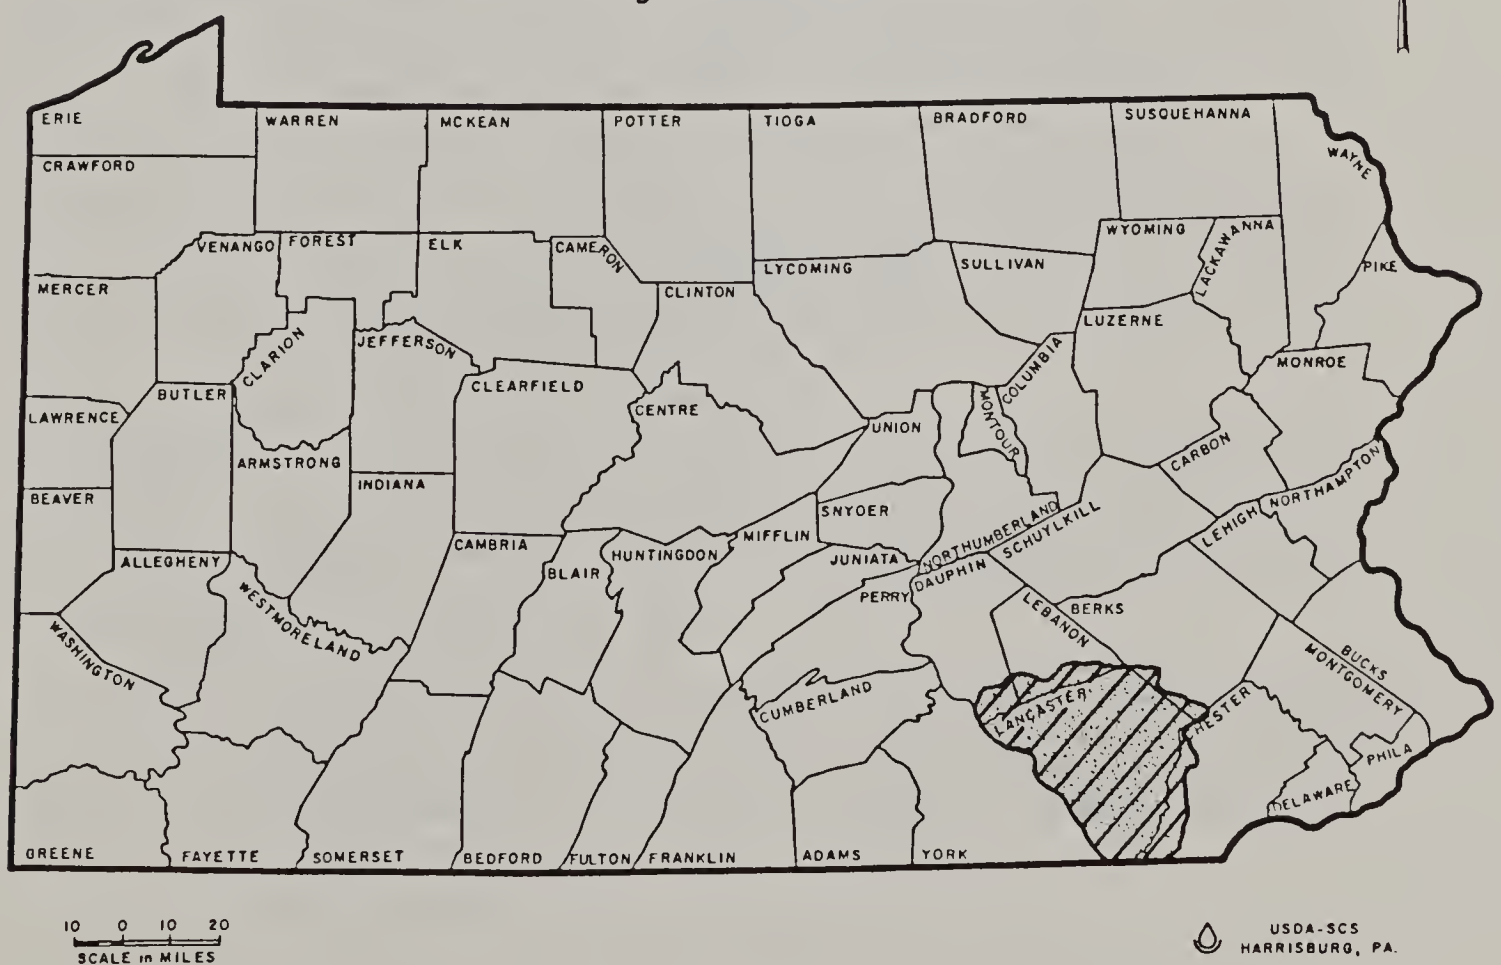 ERIE
WARREN
MCKEAN
POTTER
TIOGA
BRADFORD
SUSQUEHANNA
CRAWFORD
WAYNE
VENANGO
FOREST
ELK
CAMERON
LYCOMING
SULLIVAN
WYOMING
LACKAWANNA
PIKE
MERCER
CLINTON
LUZERNE
CLARION
JEFFERSON
COLUMBIA
MONROE
LAWRENCE
BUTLER
CLEARFIELD
CENTRE
UNION
MONTOUR
CARBON
ARMSTRONG
INDIANA
BEAVER
SNYDER
NORTHUMBERLAND
SCHUYLKILL
LEHIGH
NORTHAMPTON
ALLEGHENY
CAMBRIA
BLAIR
HUNTINGDON
MIFFLIN
JUNIATA
PERRY
DAUPHIN
LEBANON
BERKS
WASHINGTON
WESTMORELAND
BUCKS
MONTGOMERY
CUMBERLAND
LANCASTER
CHESTER
PHILA
DELAWARE
GREENE
FAYETTE
SOMERSET
BEDFORD
FULTON
FRANKLIN
ADAMS
YORK
10 0 10 20
SCALE in MILES
USDA-SCS
HARRISBURG, PA.